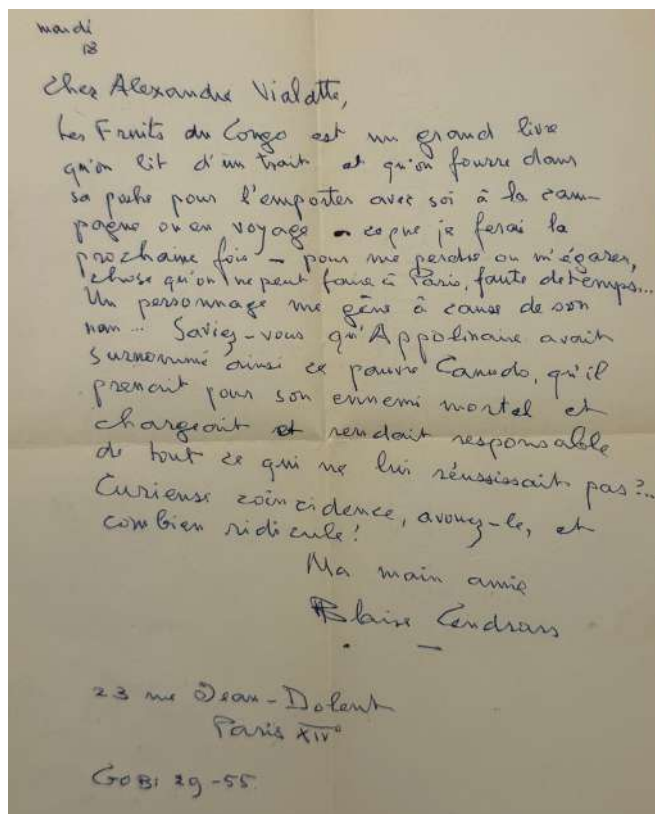 mardi
18
Cher Alexandre Vialatte,
Les Fruits du Congo est un grand livre
qu'on lit d'un trait et qu'on fourre dans
sa poche pour l'emporter avec soi à la cam-
pagne ou en voyage - ce que je ferai la
prochaine fois - pour me perdre ou m'égarer,
chose qu'on ne peut faire à Paris, faute de temps...
Un personnage me gêne à cause de son
nom... Saviez-vous qu'Appolinaire avait
surnommé ainsi ce pauvre Canudo, qu'il
prenait pour son ennemi mortel et
chargeait et rendait responsable
de tout ce qui ne lui réussissait pas?..
Curieuse coïncidence, avouez-le, et
combien ridicule!
Ma main amie
Blaise Cendrars
23 rue Jean-Dolent
Paris XIV°
GOBI 29-55